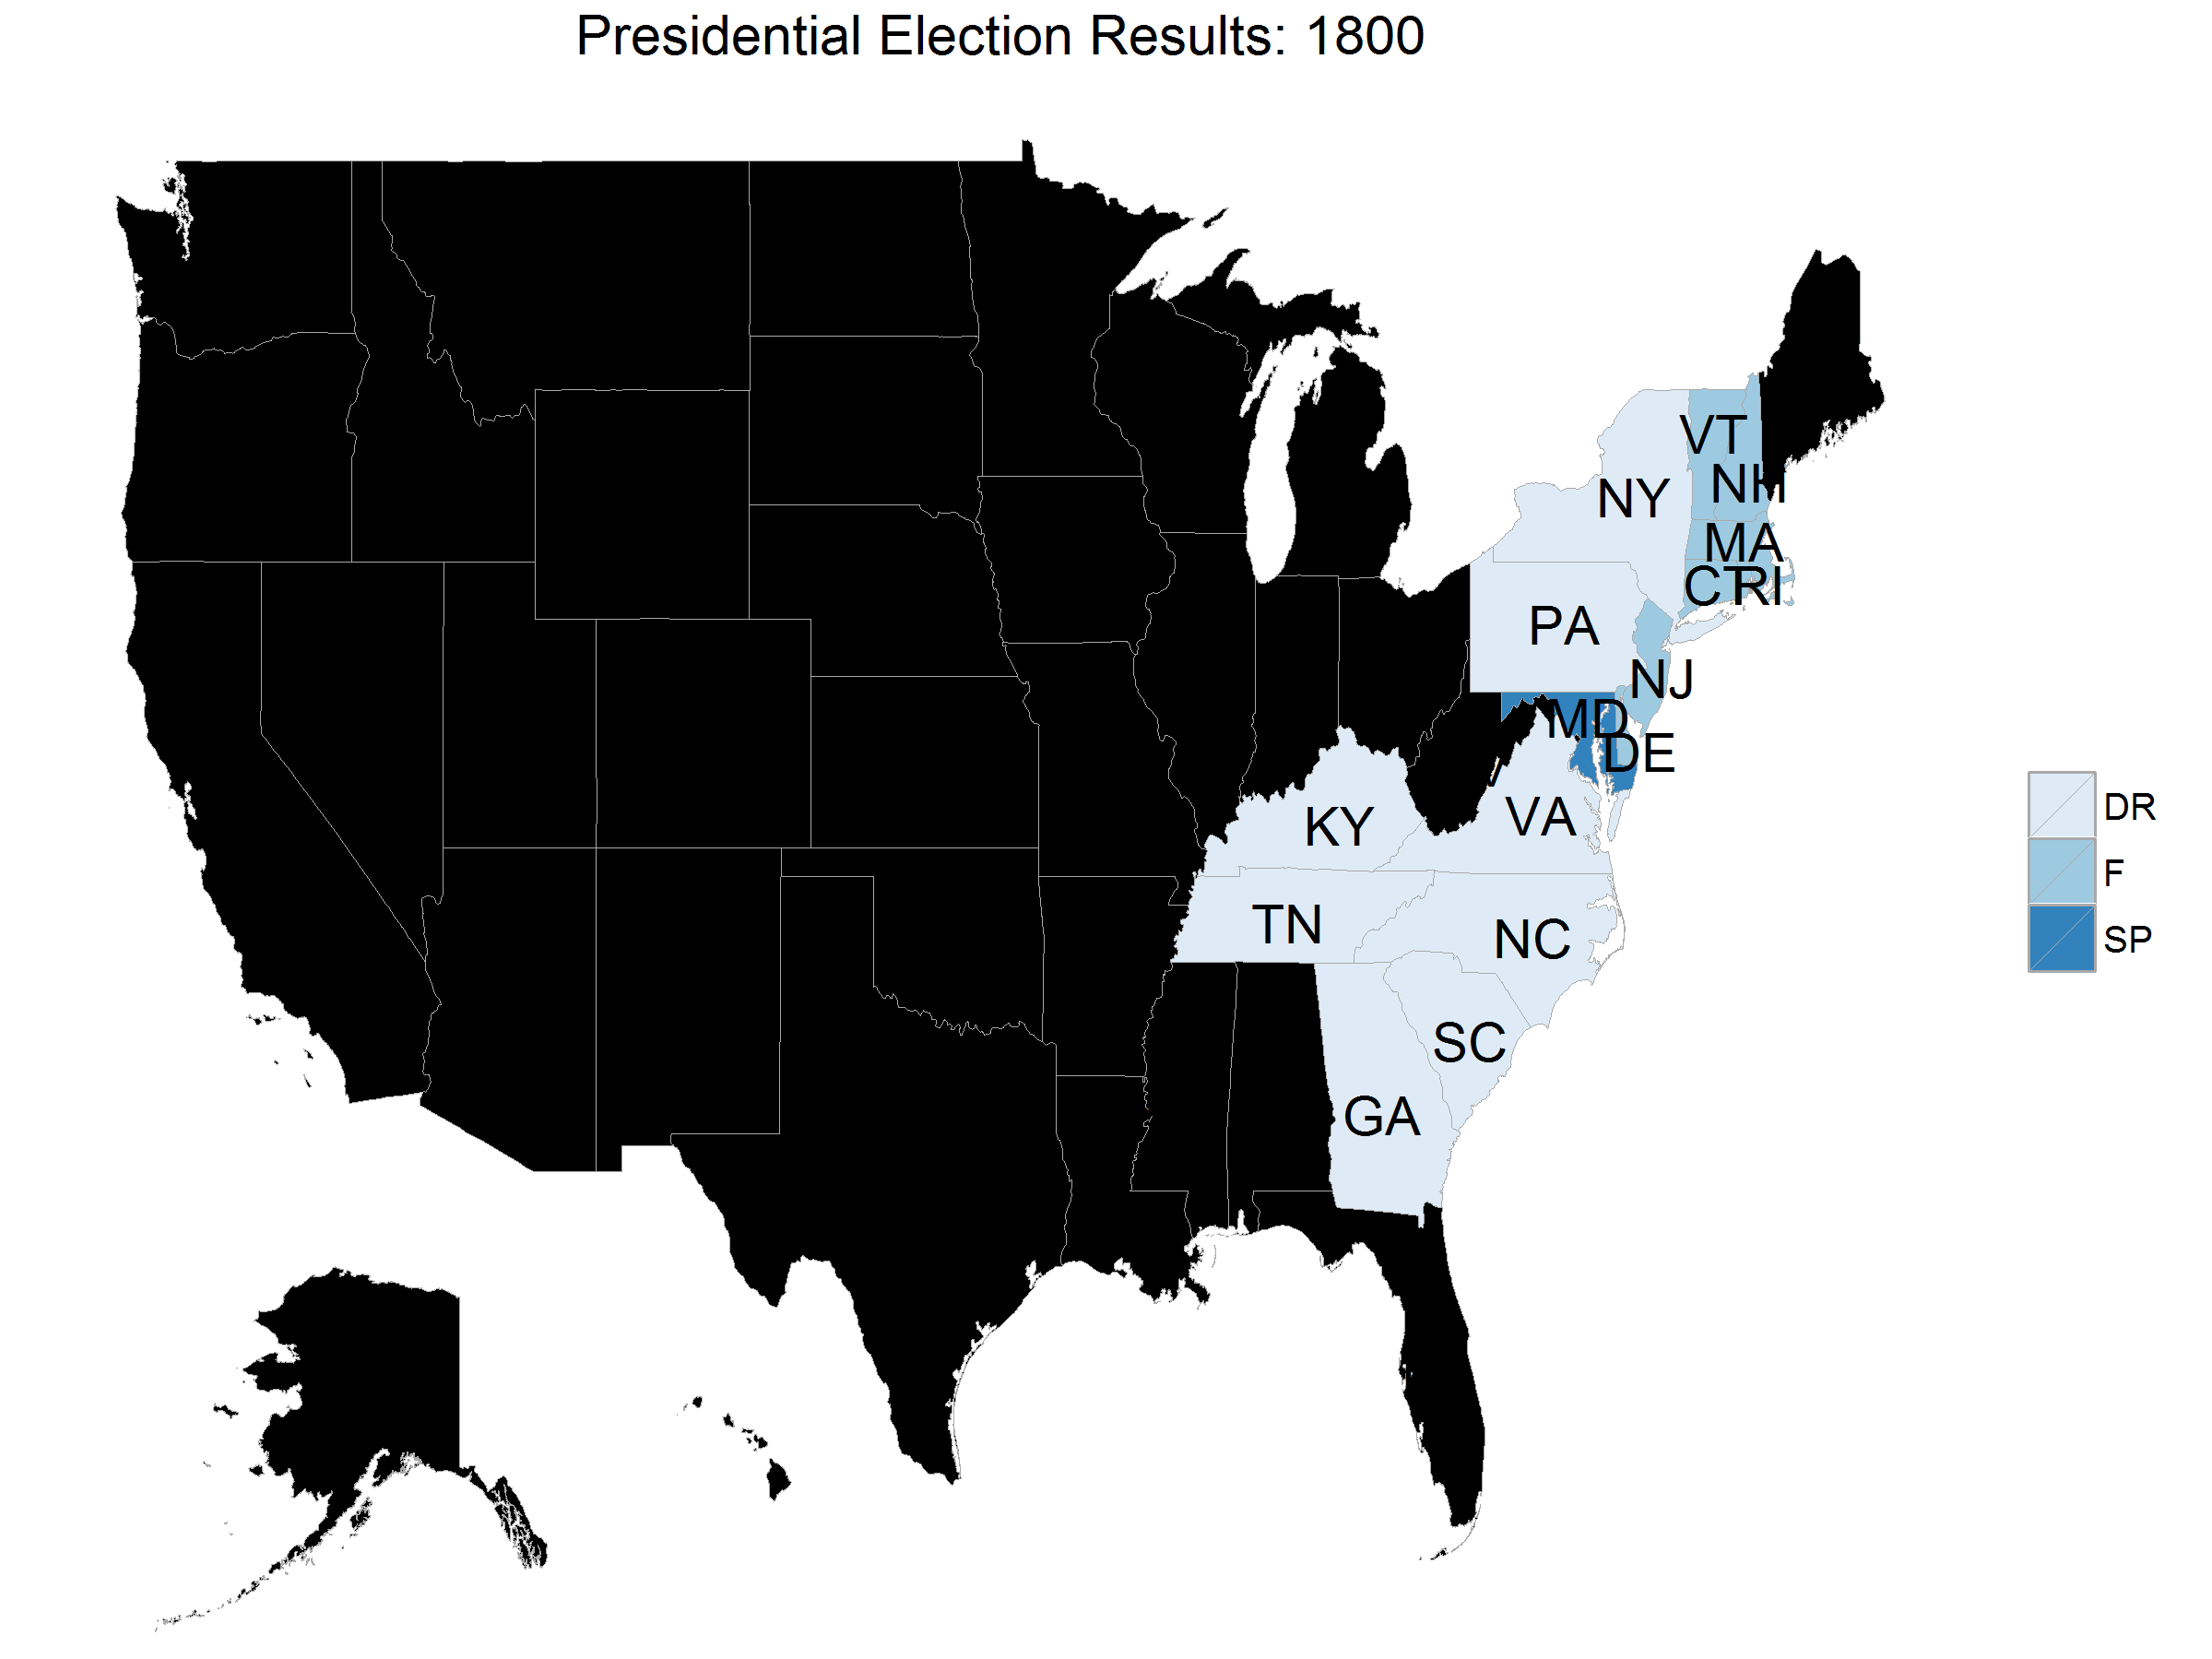 Presidential Election Results: 1800
VT
NH
NY
MA
CT
RI
PA
NJ
MD
DE
VA
KY
TN
NC
SC
GA
DR
F
SP